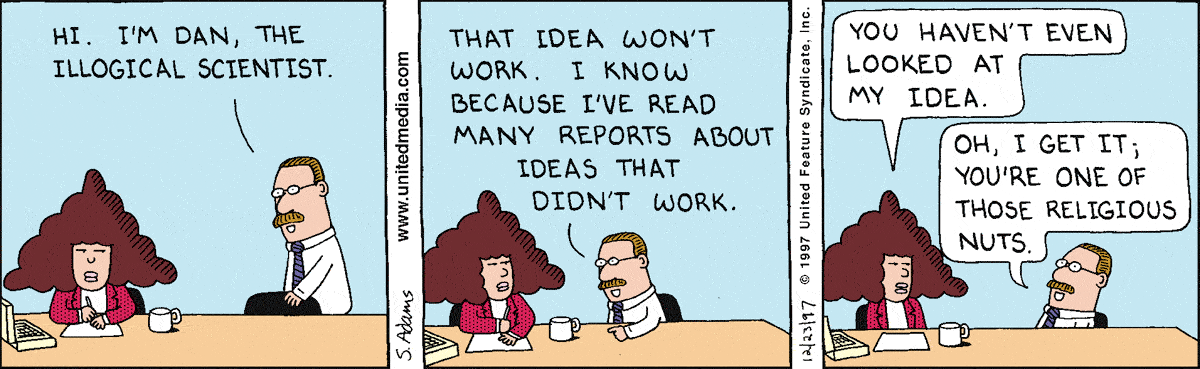 HI. I'M DAN, THE
ILLOGICAL SCIENTIST.
S. Adams
www.unitedmedia.com
THAT IDEA WON'T
WORK. I KNOW
BECAUSE I'VE READ
MANY REPORTS ABOUT
IDEAS THAT
DIDN'T WORK.
12/23/97 © 1997 United Feature Syndicate, Inc.
YOU HAVEN'T EVEN
LOOKED AT
MY IDEA.
OH, I GET IT;
YOU'RE ONE OF
THOSE RELIGIOUS
NUTS.